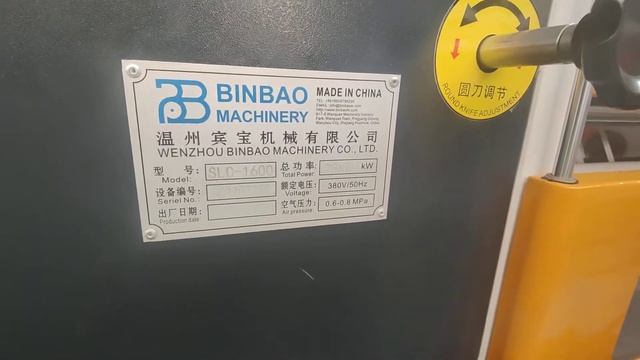 BINBAO
MACHINERY
MADE IN CHINA
温州宾宝机械有限公司
WENZHOU BINBAO MACHINERY CO., LTD.
型 号: SLC-1600
Model:
总功率: kW
Total Power:
设备编号:
Serial No.:
额定电压: 380V/50Hz
Voltage:
出厂日期:
Production date:
空气压力: 0.6-0.8 MPa
Air pressure:
圆刀调节
ROUND KNIFE ADJUSTMENT